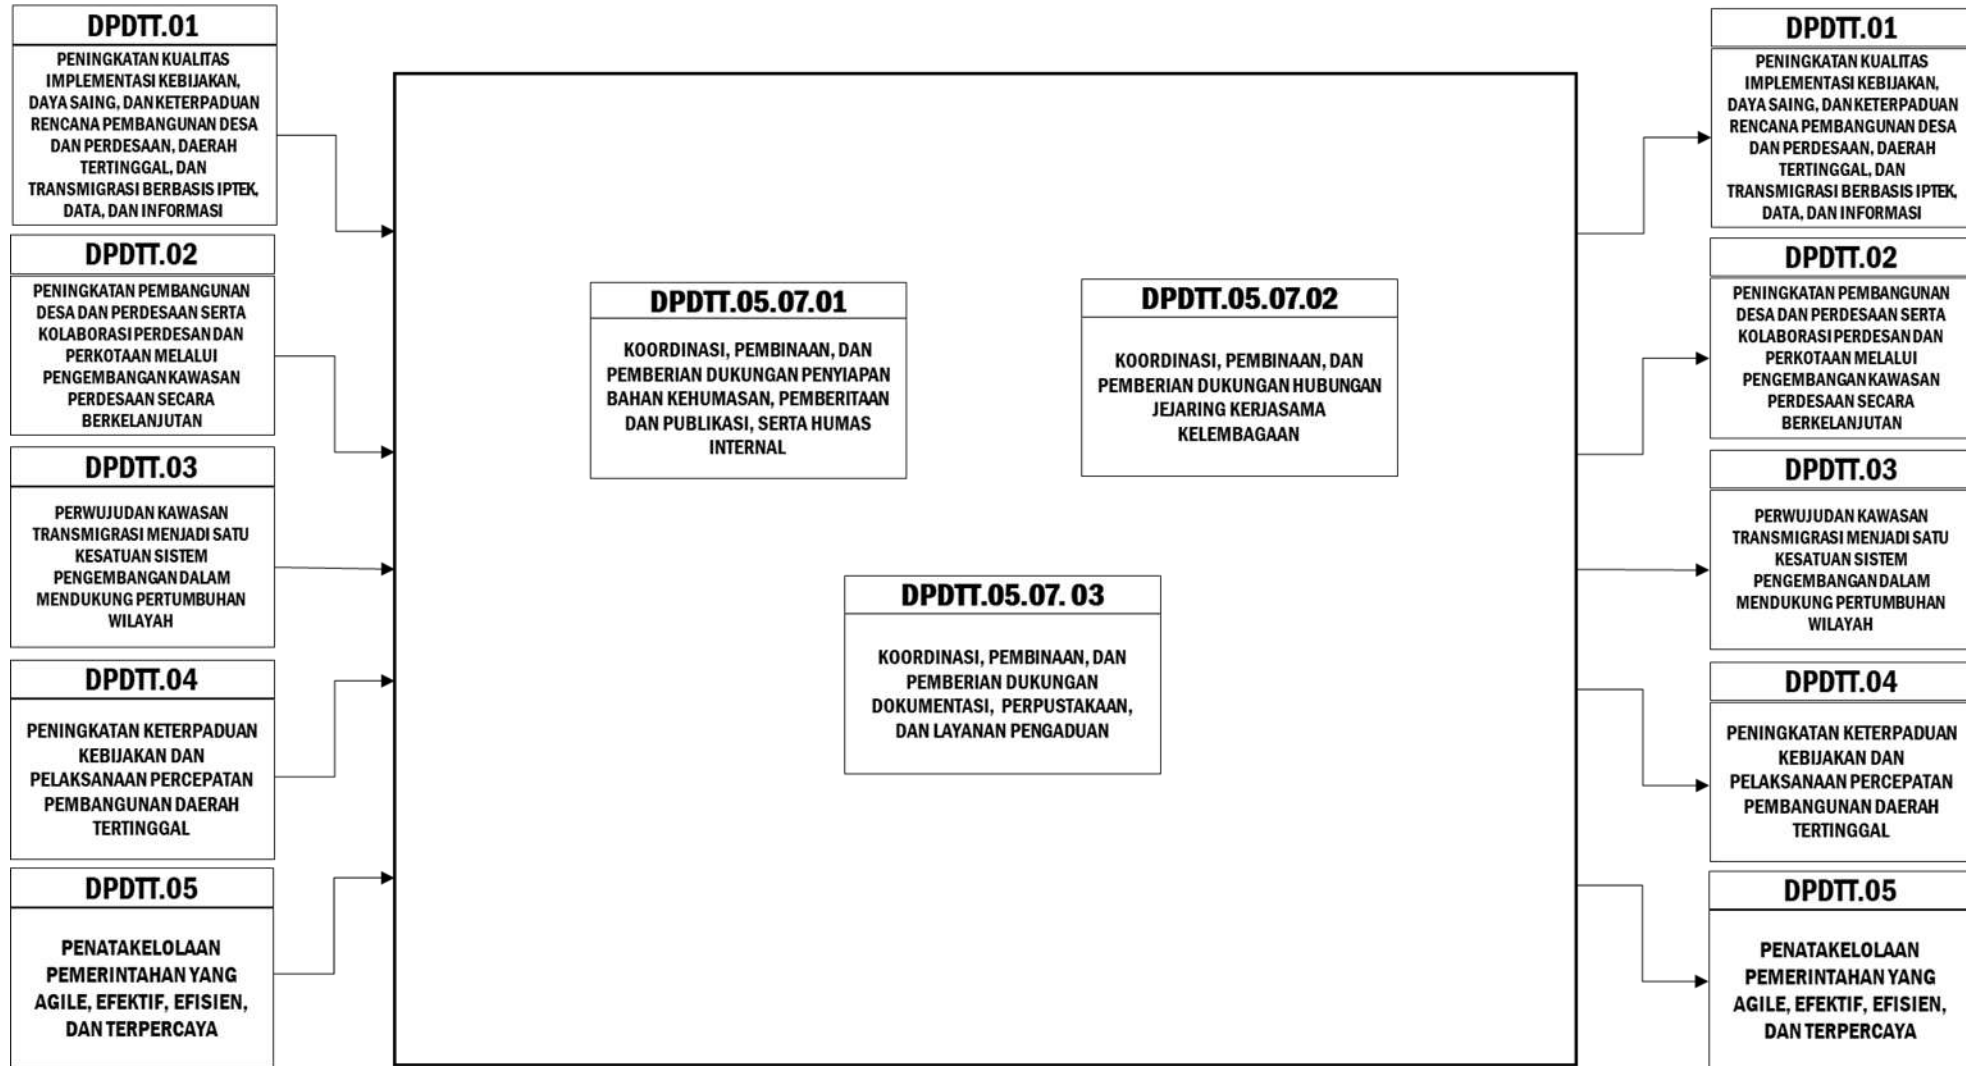 DPDTT.01
PENINGKATAN KUALITAS
IMPLEMENTASI KEBIJAKAN,
DAYA SAING, DAN KETERPADUAN
RENCANA PEMBANGUNAN DESA
DAN PERDESAAN, DAERAH
TERTINGGAL, DAN
TRANSMIGRASI BERBASIS IPTEK,
DATA, DAN INFORMASI
DPDTT.02
PENINGKATAN PEMBANGUNAN
DESA DAN PERDESAAN SERTA
KOLABORASI PERDESAN DAN
PERKOTAAN MELALUI
PENGEMBANGAN KAWASAN
PERDESAAN SECARA
BERKELANJUTAN
DPDTT.03
PERWUJUDAN KAWASAN
TRANSMIGRASI MENJADI SATU
KESATUAN SISTEM
PENGEMBANGAN DALAM
MENDUKUNG PERTUMBUHAN
WILAYAH
DPDTT.04
PENINGKATAN KETERPADUAN
KEBIJAKAN DAN
PELAKSANAAN PERCEPATAN
PEMBANGUNAN DAERAH
TERTINGGAL
DPDTT.05
PENATAKELOLAAN
PEMERINTAHAN YANG
AGILE, EFEKTIF, EFISIEN,
DAN TERPERCAYA
DPDTT.05.07.01
KOORDINASI, PEMBINAAN, DAN
PEMBERIAN DUKUNGAN PENYIAPAN
BAHAN KEHUMASAN, PEMBERITAAN
DAN PUBLIKASI, SERTA HUMAS
INTERNAL
DPDTT.05.07.02
KOORDINASI, PEMBINAAN, DAN
PEMBERIAN DUKUNGAN HUBUNGAN
JEJARING KERJASAMA
KELEMBAGAAN
DPDTT.05.07. 03
KOORDINASI, PEMBINAAN, DAN
PEMBERIAN DUKUNGAN
DOKUMENTASI, PERPUSTAKAAN,
DAN LAYANAN PENGADUAN
DPDTT.01
PENINGKATAN KUALITAS
IMPLEMENTASI KEBIJAKAN,
DAYA SAING, DAN KETERPADUAN
RENCANA PEMBANGUNAN DESA
DAN PERDESAAN, DAERAH
TERTINGGAL, DAN
TRANSMIGRASI BERBASIS IPTEK,
DATA, DAN INFORMASI
DPDTT.02
PENINGKATAN PEMBANGUNAN
DESA DAN PERDESAAN SERTA
KOLABORASI PERDESAN DAN
PERKOTAAN MELALUI
PENGEMBANGAN KAWASAN
PERDESAAN SECARA
BERKELANJUTAN
DPDTT.03
PERWUJUDAN KAWASAN
TRANSMIGRASI MENJADI SATU
KESATUAN SISTEM
PENGEMBANGAN DALAM
MENDUKUNG PERTUMBUHAN
WILAYAH
DPDTT.04
PENINGKATAN KETERPADUAN
KEBIJAKAN DAN
PELAKSANAAN PERCEPATAN
PEMBANGUNAN DAERAH
TERTINGGAL
DPDTT.05
PENATAKELOLAAN
PEMERINTAHAN YANG
AGILE, EFEKTIF, EFISIEN,
DAN TERPERCAYA